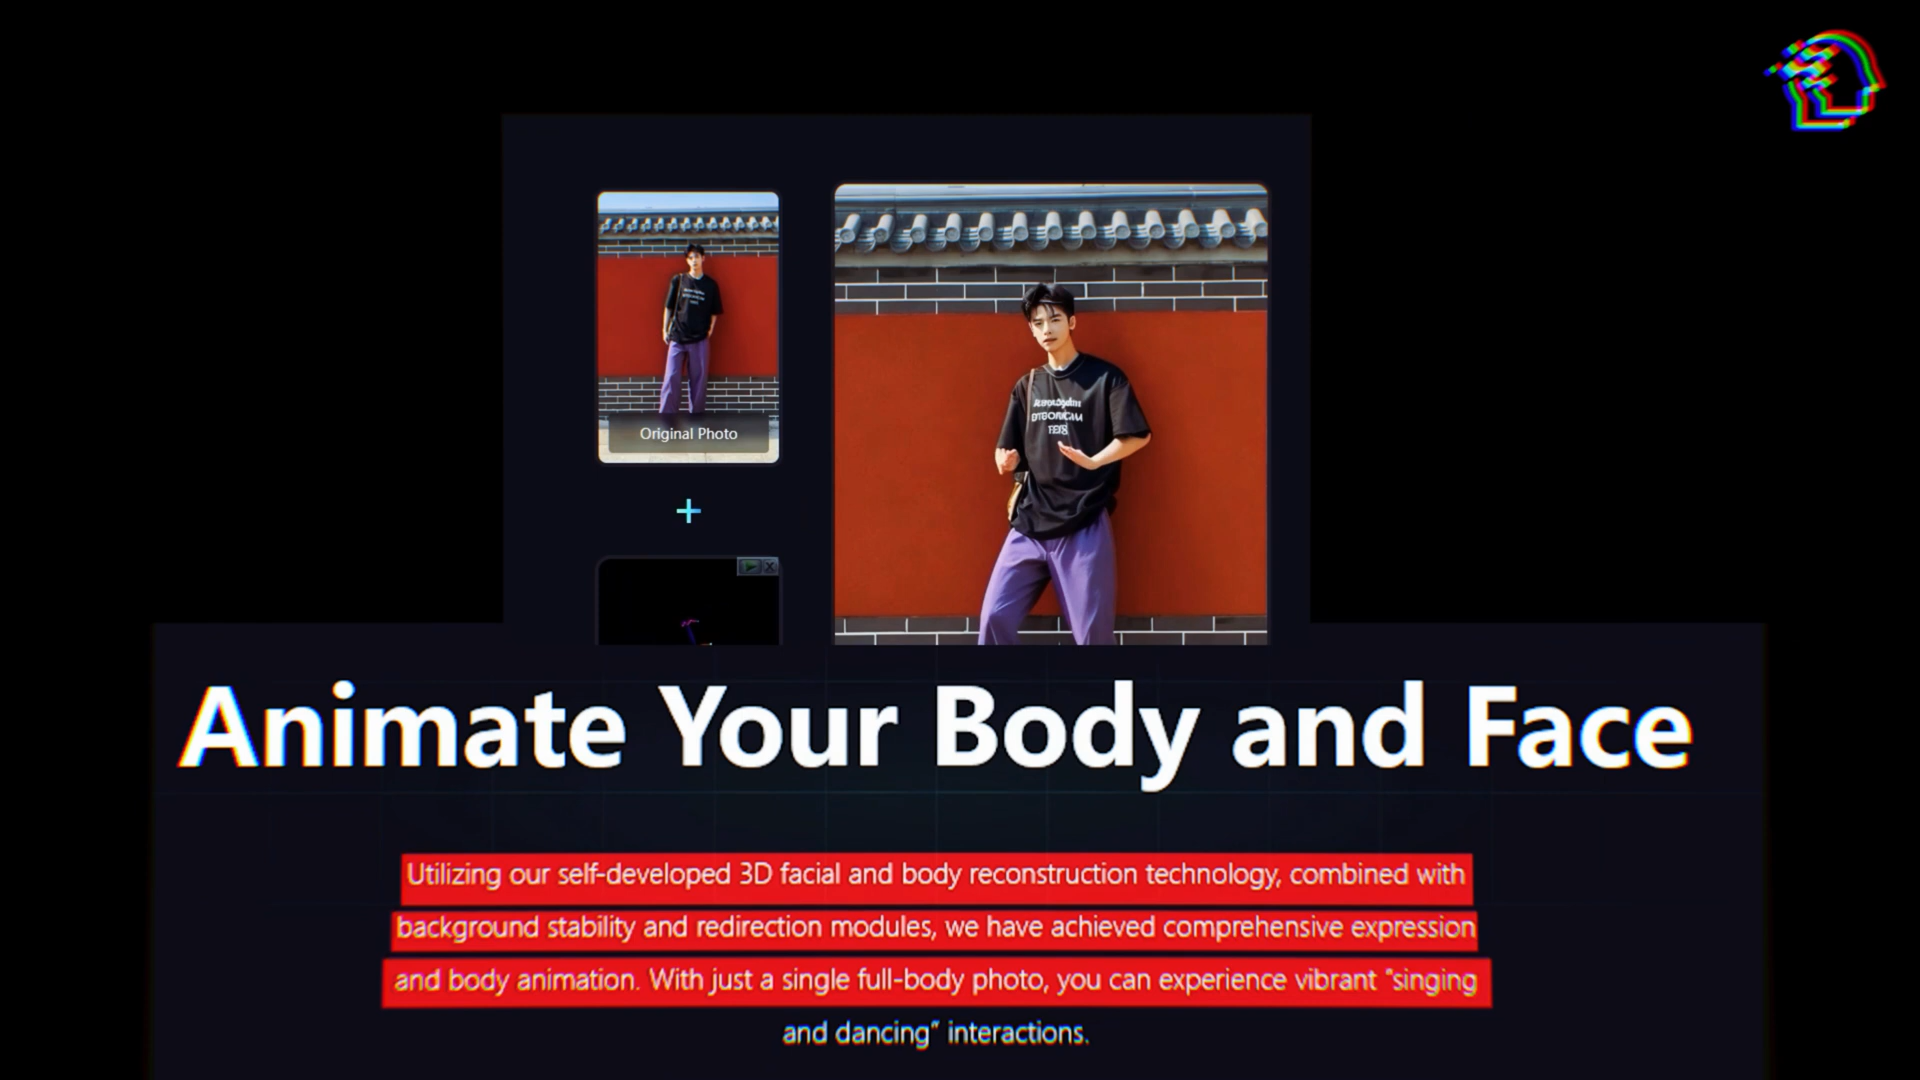 Original Photo
Animate Your Body and Face
Utilizing our self-developed 3D facial and body reconstruction technology, combined with
background stability and redirection modules, we have achieved comprehensive expression
and body animation. With just a single full-body photo, you can experience vibrant "singing
and dancing" interactions.